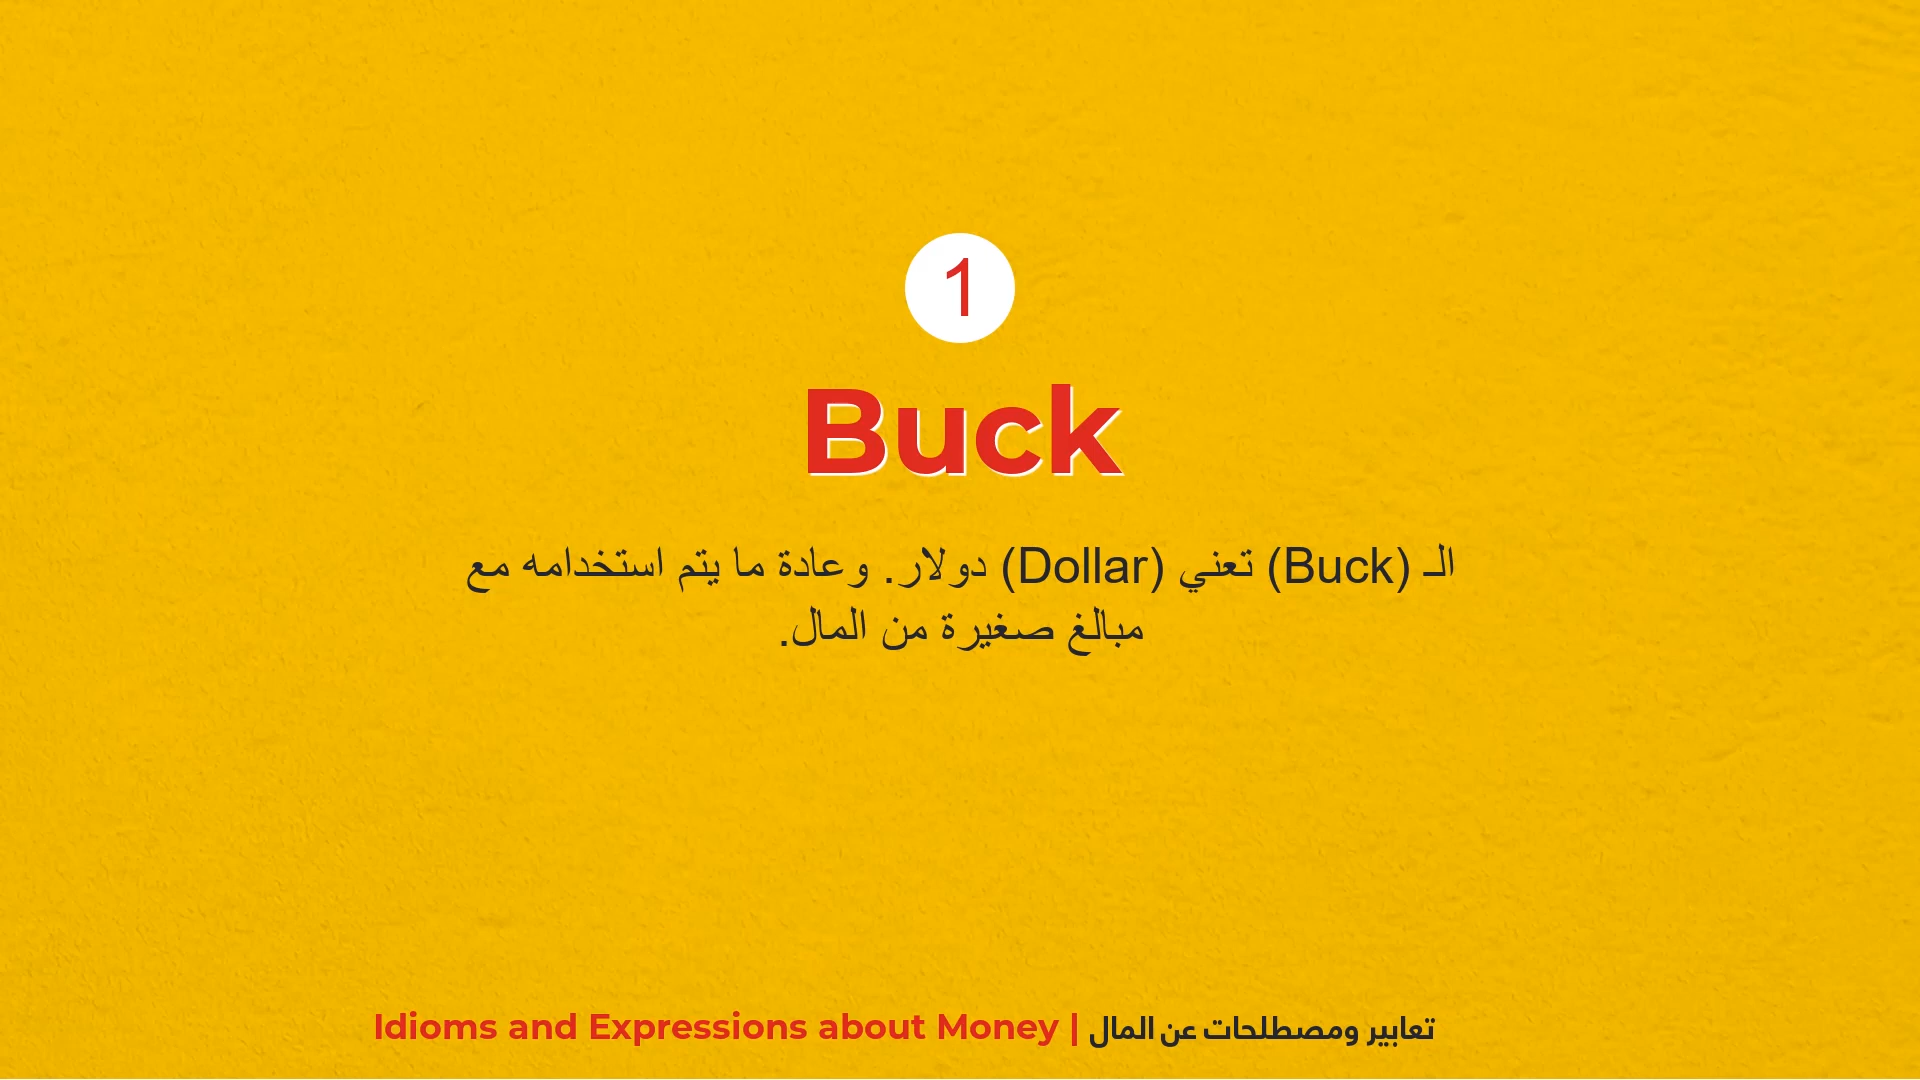 1
Buck
الـ (Buck) تعني (Dollar) دولار. وعادة ما يتم استخدامه مع
مبالغ صغيرة من المال.
Idioms and Expressions about Money | تعابير ومصطلحات عن المال